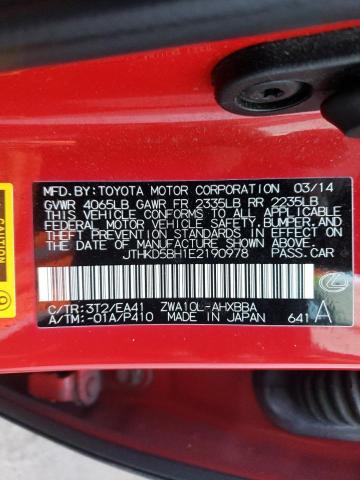 MFD.BY:TOYOTA MOTOR CORPORATION 03/14
GVWR 4065LB GAWR FR 2335LB RR 2235LB
THIS VEHICLE CONFORMS TO ALL APPLICABLE
FEDERAL MOTOR VEHICLE SAFETY, BUMPER, AND
THEFT PREVENTION STANDARDS IN EFFECT ON
THE DATE OF MANUFACTURE SHOWN ABOVE.
JTHKD5BH1E2190978 PASS.CAR
C/TR:3T2/EA41 ZWA10L-AHXBBA
A/TM:-01A/P410 MADE IN JAPAN 641 A
CAUTION